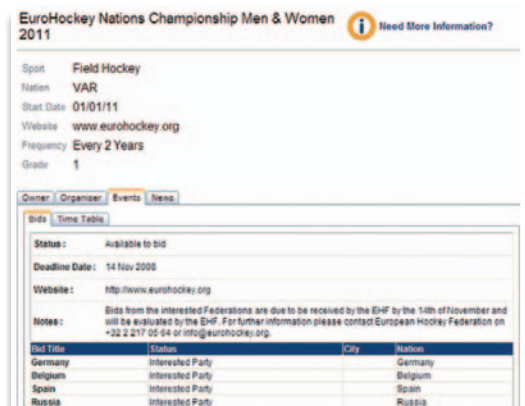 EuroHockey Nations Championship Men & Women
2011
Need More Information?
Sport Field Hockey
Nation VAR
Start Date 01/01/11
Website www.eurohockey.org
Frequency Every 2 Years
Grade 1
Owner Organiser Events News
Bids Time Table
Status: Available to bid
Deadline Date: 14 Nov 2008
Website: http://www.eurohockey.org
Bids from the interested Federations are due to be received by the EHF by the 14th of November and
Notes: will be evaluated by the EHF. For further information please contact European Hockey Federation on
+32 2 217 05 64 or info@eurohockey.org.
Bid Title Status City Nation
Germany Interested Party Germany
Belgium Interested Party Belgium
Spain Interested Party Spain
Russia Interested Party Russia